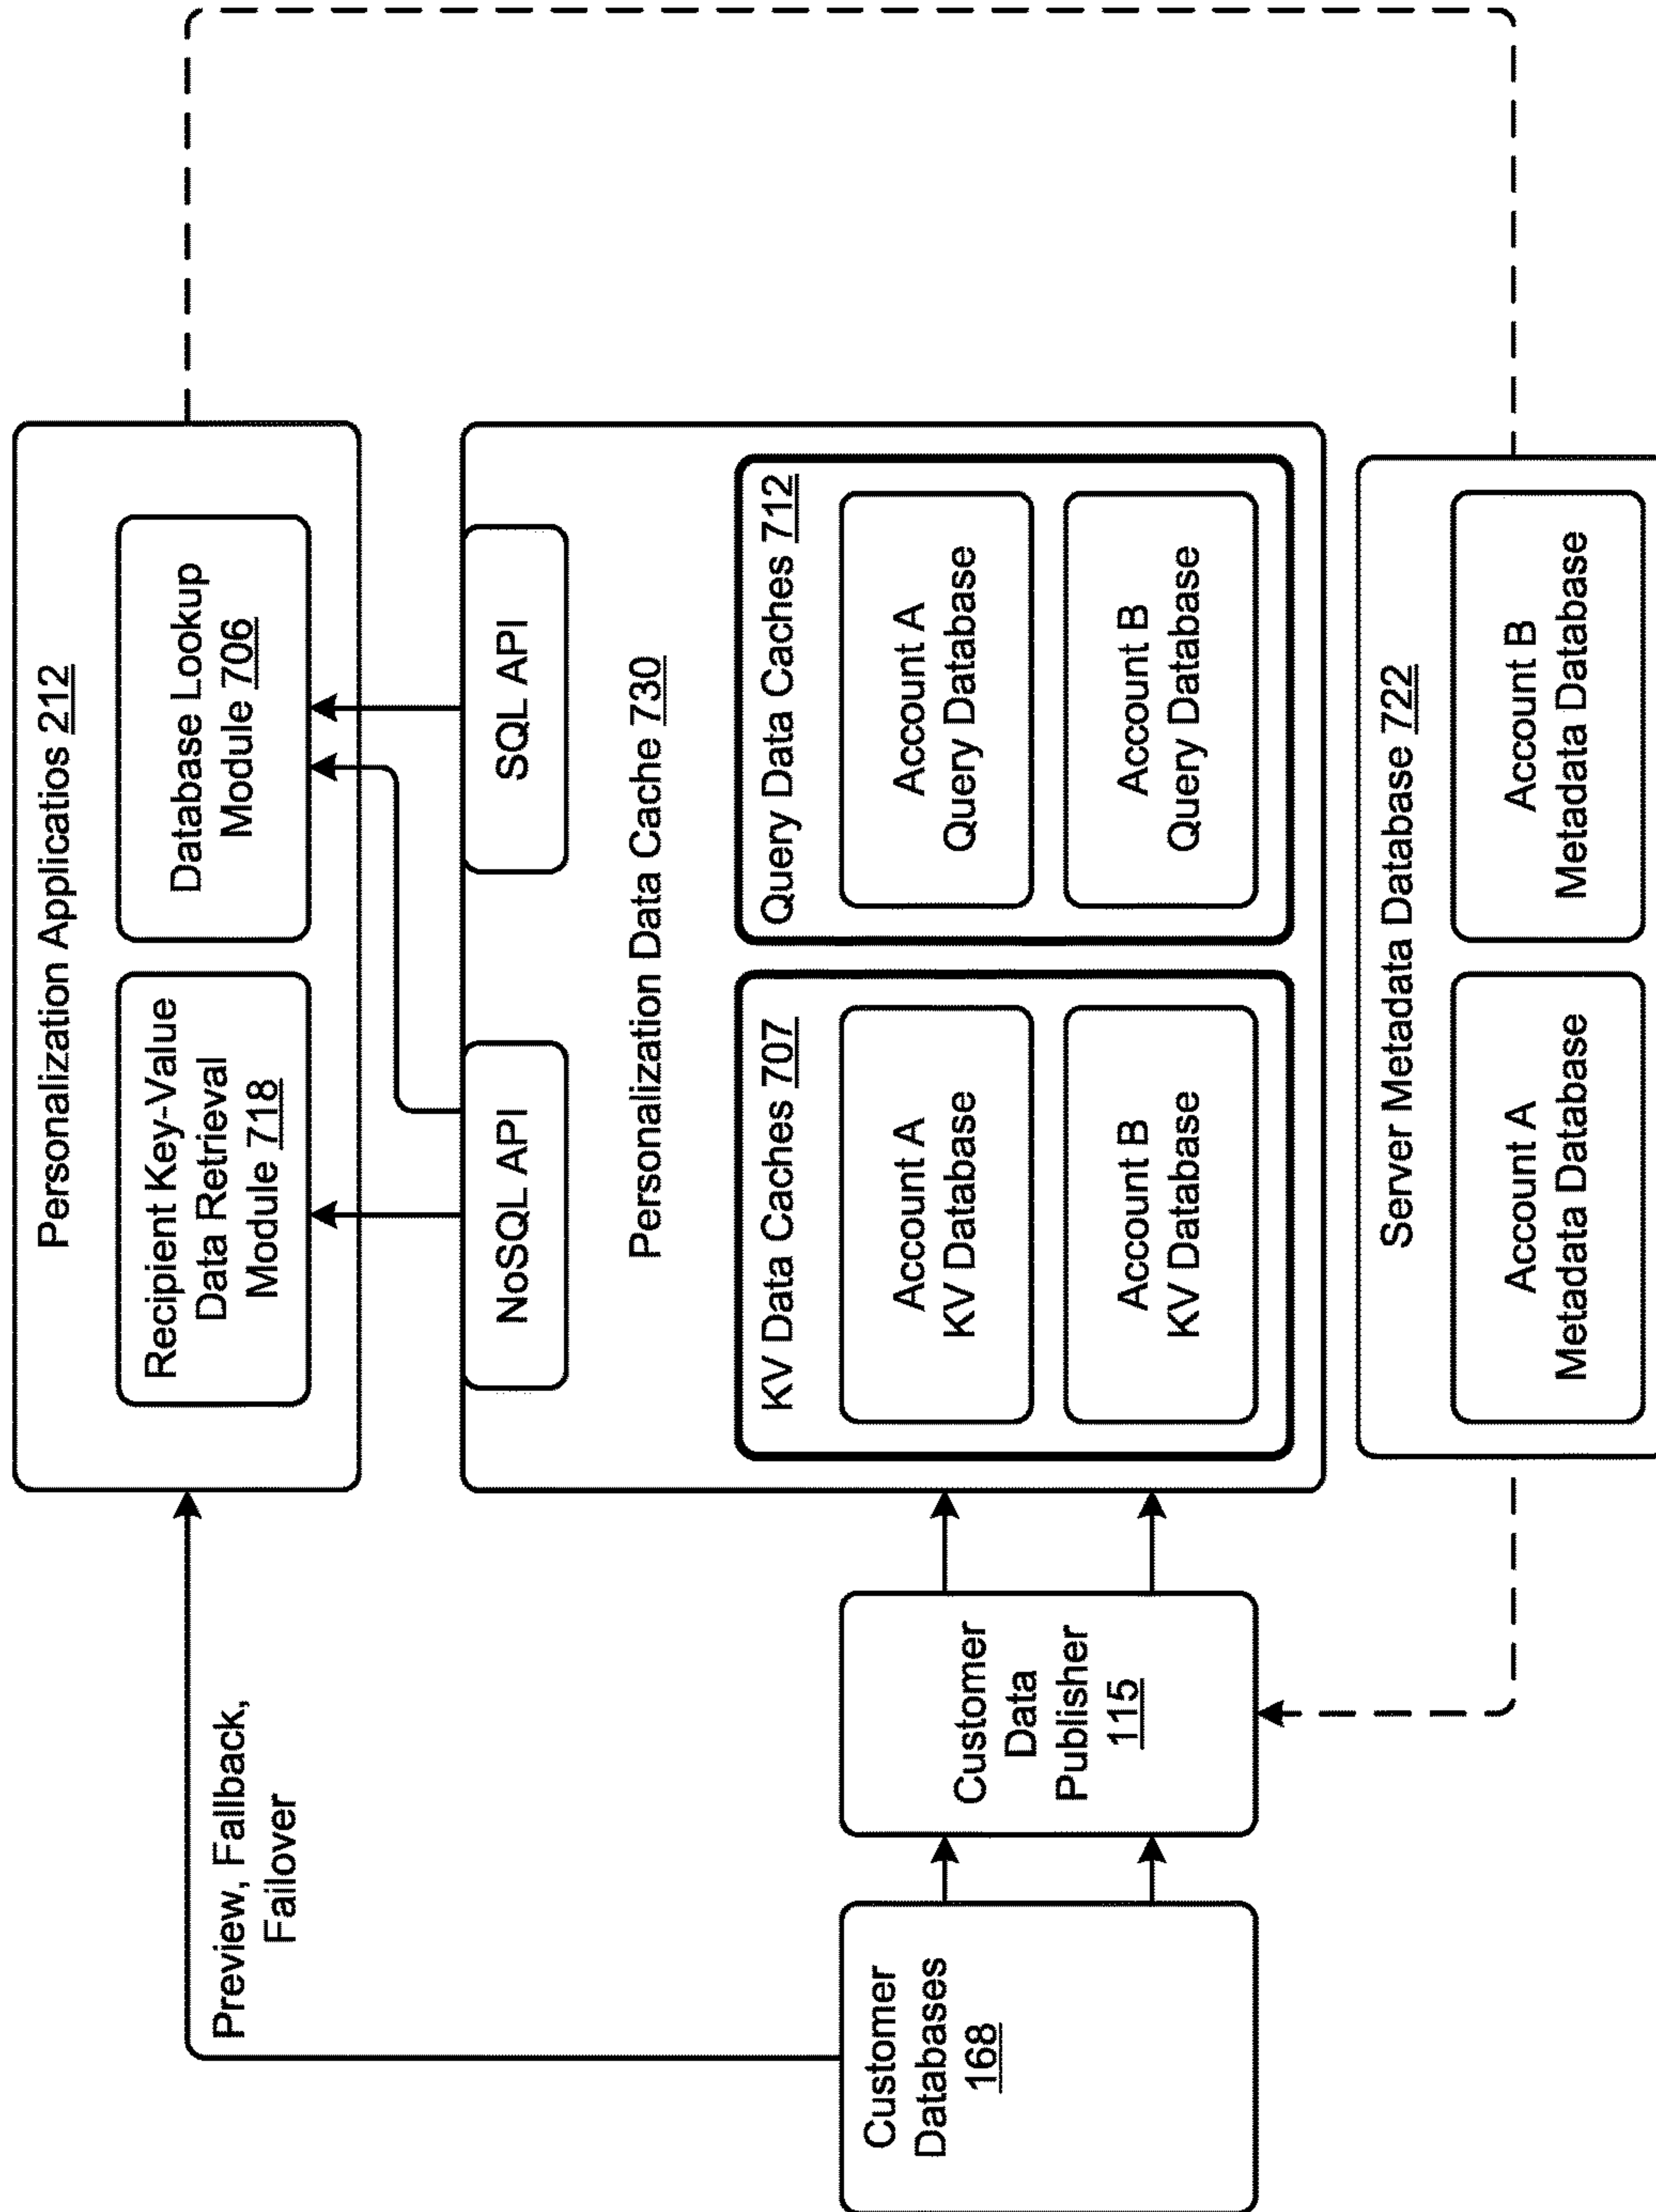 Personalization Applicatios 212
Recipient Key-Value
Data Retrieval
Module 718
Database Lookup
Module 706
Preview, Fallback,
Failover
NoSQL API
SQL API
Personalization Data Cache 730
KV Data Caches 707
Account A
KV Database
Account B
KV Database
Query Data Caches 712
Account A
Query Database
Account B
Query Database
Customer
Databases
168
Customer
Data
Publisher
115
Server Metadata Database 722
Account A
Metadata Database
Account B
Metadata Database